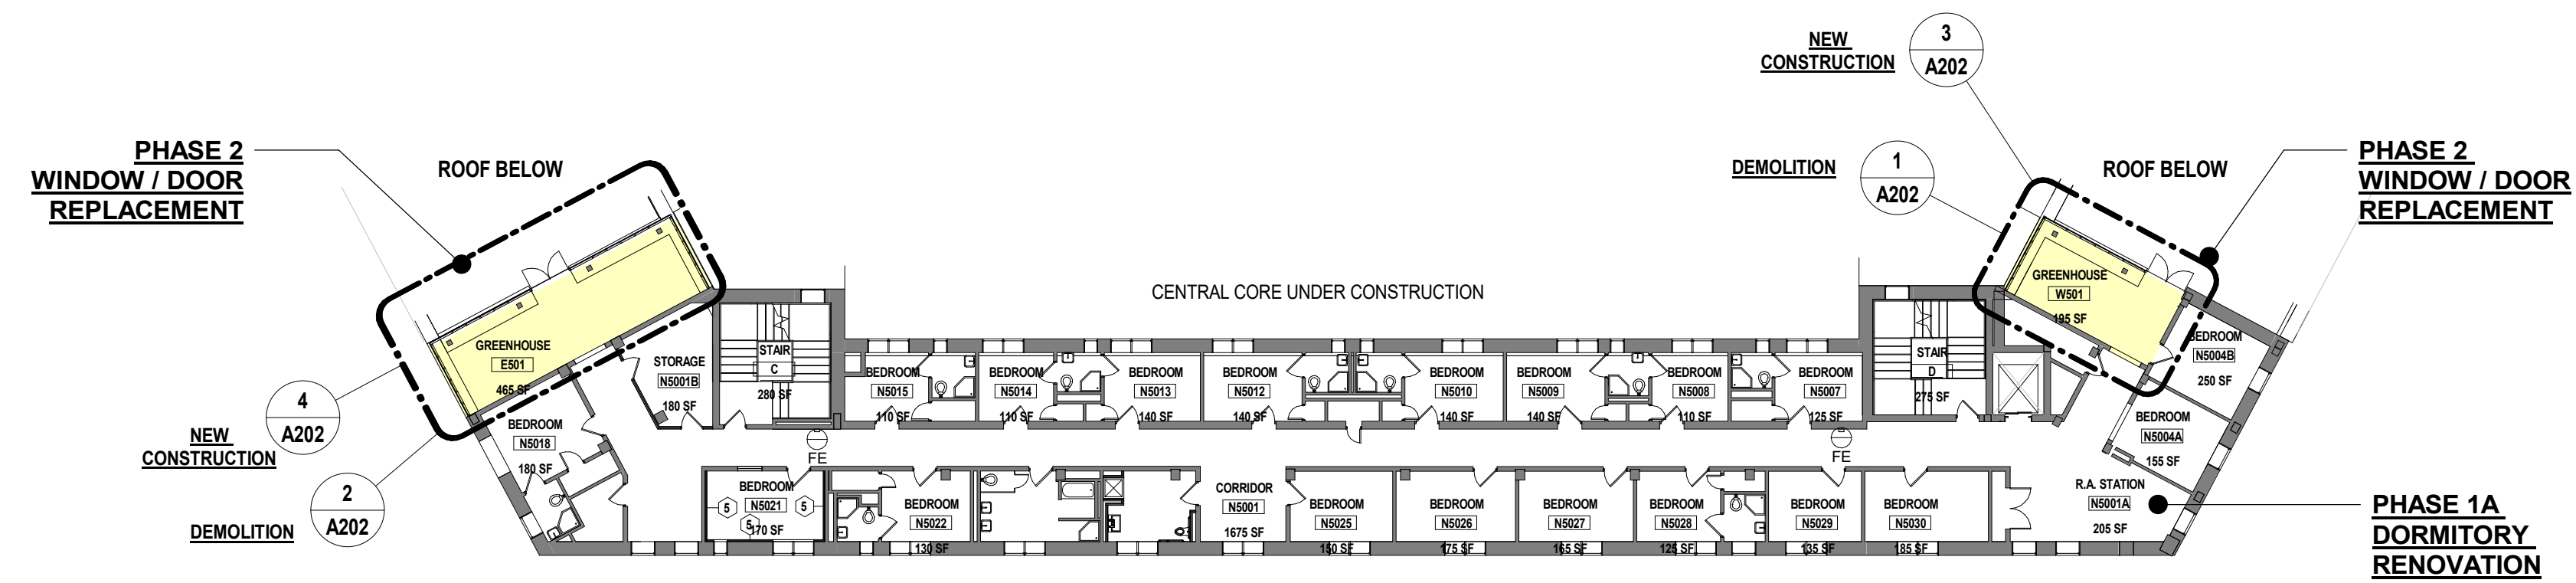 PHASE 2
WINDOW / DOOR
REPLACEMENT
ROOF BELOW
NEW
CONSTRUCTION
3
A202
DEMOLITION
1
A202
ROOF BELOW
PHASE 2
WINDOW / DOOR
REPLACEMENT
CENTRAL CORE UNDER CONSTRUCTION
GREENHOUSE
E501
465 SF
4
A202
NEW
CONSTRUCTION
2
A202
DEMOLITION
STORAGE
N5001B
180 SF
STAIR
C
280 SF
BEDROOM
N5015
110 SF
BEDROOM
N5014
110 SF
BEDROOM
N5013
140 SF
BEDROOM
N5012
140 SF
BEDROOM
N5010
140 SF
BEDROOM
N5009
140 SF
BEDROOM
N5008
110 SF
BEDROOM
N5007
125 SF
STAIR
D
275 SF
GREENHOUSE
W501
195 SF
BEDROOM
N5004B
250 SF
BEDROOM
N5004A
155 SF
BEDROOM
N5018
180 SF
FE
FE
BEDROOM
N5021
170 SF
5
5
5
BEDROOM
N5022
130 SF
CORRIDOR
N5001
1675 SF
BEDROOM
N5025
150 SF
BEDROOM
N5026
175 SF
BEDROOM
N5027
165 SF
BEDROOM
N5028
125 SF
BEDROOM
N5029
135 SF
BEDROOM
N5030
185 SF
R.A. STATION
N5001A
205 SF
PHASE 1A
DORMITORY
RENOVATION